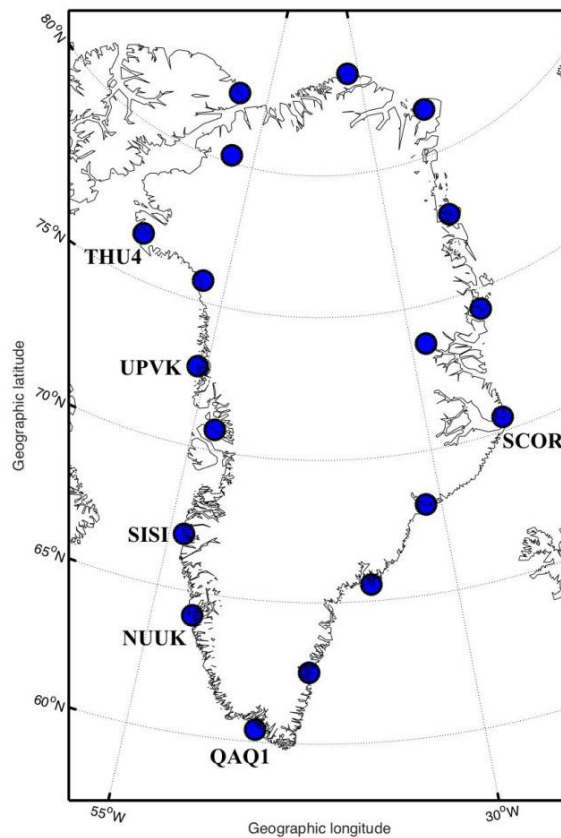 80°N
75°N
THU4
UPVK
70°N
Geographic latitude
SCOR
SISI
65°N
NUUK
60°N
QAQ1
55°W
30°W
Geographic longitude